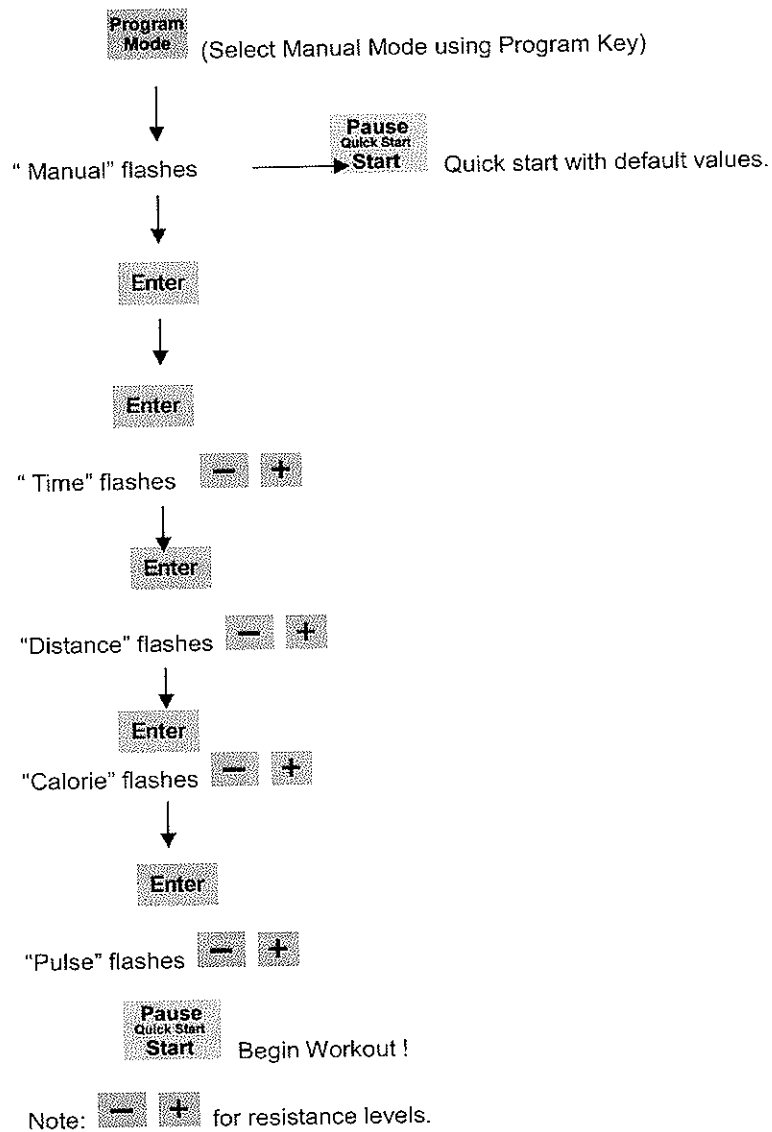 Program
Mode (Select Manual Mode using Program Key)
Pause
Quick Start
Start Quick start with default values.
“ Manual” flashes
Enter
Enter
“ Time” flashes − +
Enter
“Distance” flashes − +
Enter
“Calorie” flashes − +
Enter
“Pulse” flashes − +
Pause
Quick Start
Start Begin Workout !
Note: − + for resistance levels.